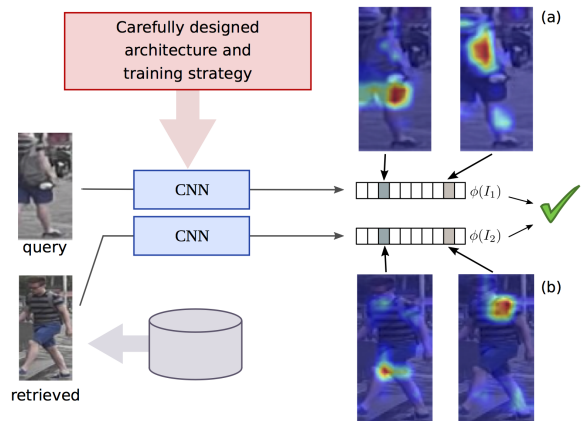 Carefully designed
architecture and
training strategy
(a)
CNN
ϕ(I₁)
query
CNN
ϕ(I₂)
(b)
retrieved